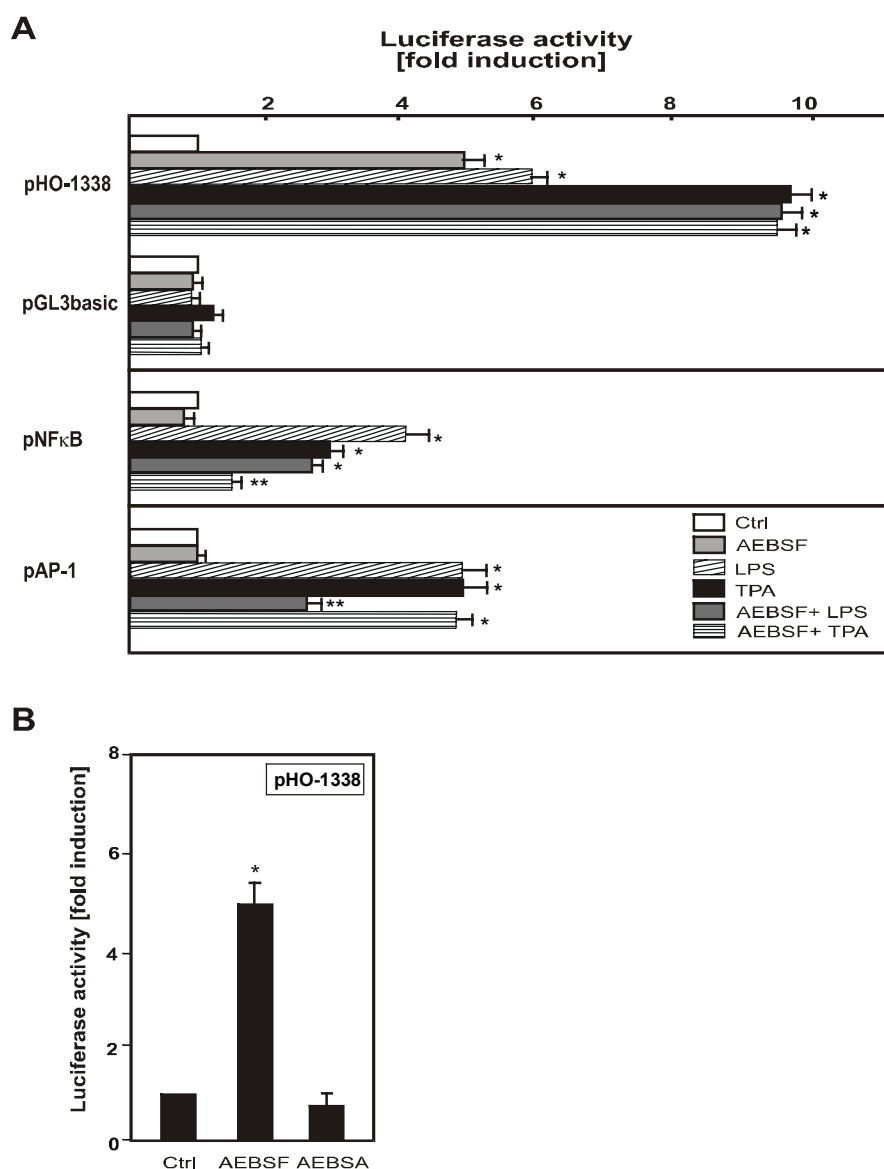 A
Luciferase activity
[fold induction]
2 4 6 8 10
pHO-1338
*
*
*
*
*
pGL3basic
pNFκB
*
*
*
**
pAP-1
*
*
**
*
Ctrl
AEBSF
LPS
TPA
AEBSF+ LPS
AEBSF+ TPA
B
Luciferase activity [fold induction]
8
6
4
2
0
pHO-1338
*
Ctrl AEBSF AEBSA